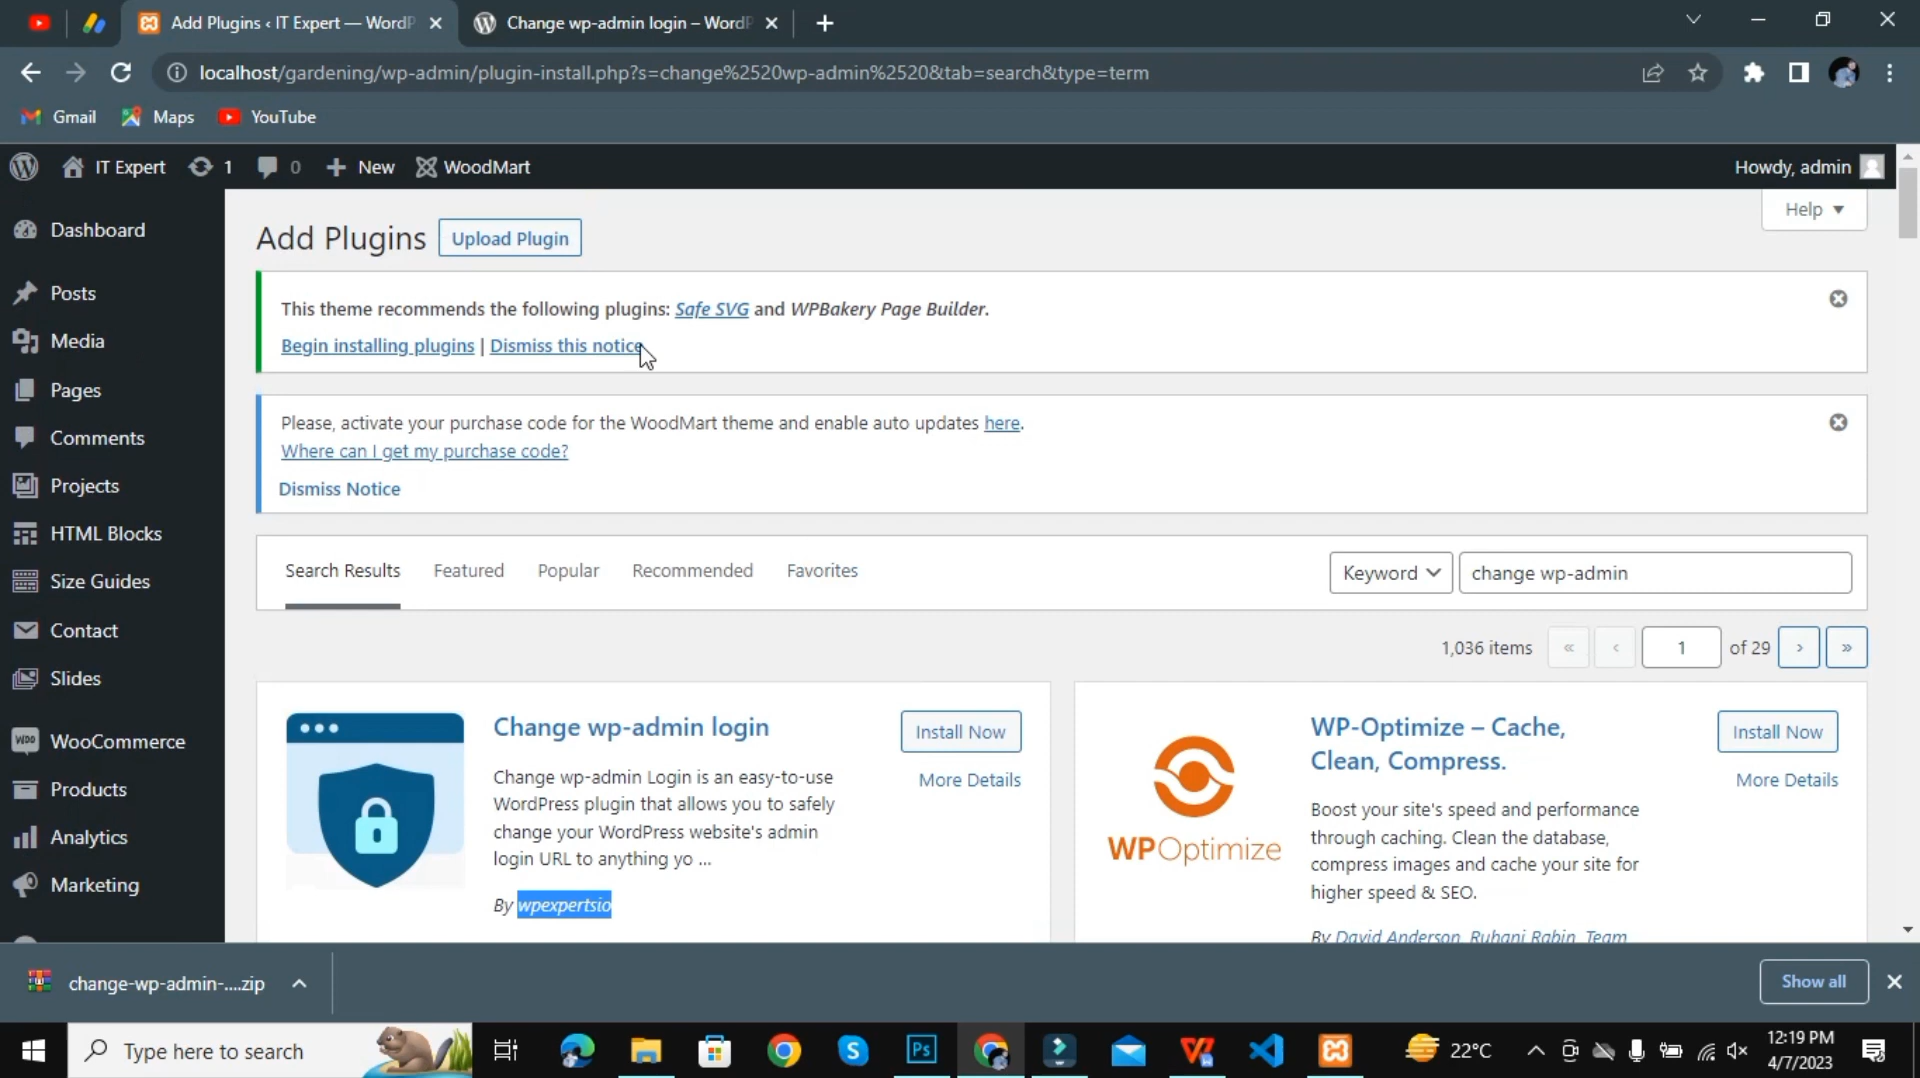 Add Plugins ‹ IT Expert — WordP
Change wp-admin login – WordP
localhost/gardening/wp-admin/plugin-install.php?s=change%2520wp-admin%2520&tab=search&type=term
Gmail
Maps
YouTube
IT Expert
1
0
New
WoodMart
Howdy, admin
Help
Dashboard
Posts
Media
Pages
Comments
Projects
HTML Blocks
Size Guides
Contact
Slides
WooCommerce
Products
Analytics
Marketing
Add Plugins
Upload Plugin
This theme recommends the following plugins: Safe SVG and WPBakery Page Builder.
Begin installing plugins | Dismiss this notice
Please, activate your purchase code for the WoodMart theme and enable auto updates here.
Where can I get my purchase code?
Dismiss Notice
Search Results
Featured
Popular
Recommended
Favorites
Keyword
change wp-admin
1,036 items
«
‹
1
of 29
›
»
Change wp-admin login
Install Now
More Details
Change wp-admin Login is an easy-to-use
WordPress plugin that allows you to safely
change your WordPress website's admin
login URL to anything yo ...
By wpexpertsio
WPOptimize
WP-Optimize – Cache,
Clean, Compress.
Install Now
More Details
Boost your site's speed and performance
through caching. Clean the database,
compress images and cache your site for
higher speed & SEO.
By David Anderson, Ruhani Rabin, Team
change-wp-admin-....zip
Show all
Type here to search
Ps
22°C
12:19 PM
4/7/2023